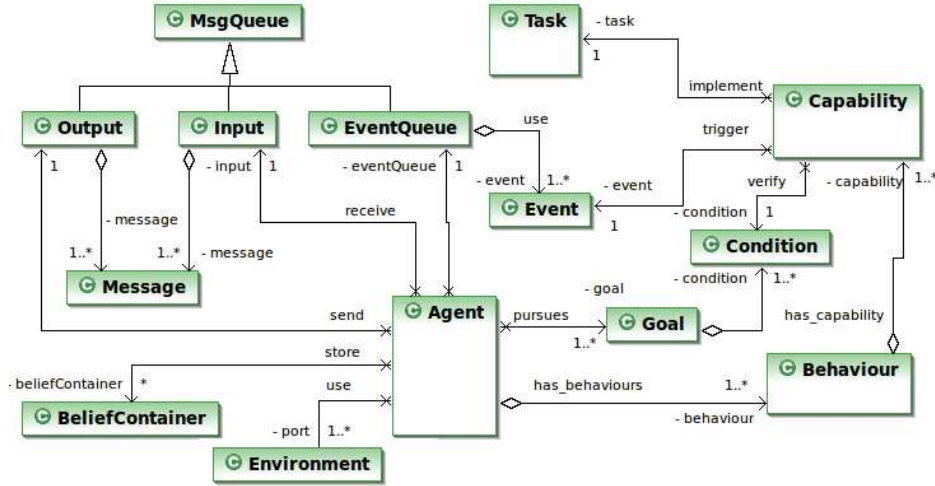 C MsgQueue
C Task
- task
1
implement
C Capability
C Output
C Input
C EventQueue
use
trigger
1
- input
1
- eventQueue
1
- event
1..*
- event
1
verify
- capability
1..*
C Event
- condition
1
- message
receive
C Condition
1..*
1..*
- message
- condition
1..*
C Message
- goal
C Agent
C Goal
send
pursues
1..*
has_capability
store
C Behaviour
- beliefContainer
*
use
has_behaviours
1..*
C BeliefContainer
- behaviour
- port
1..*
C Environment